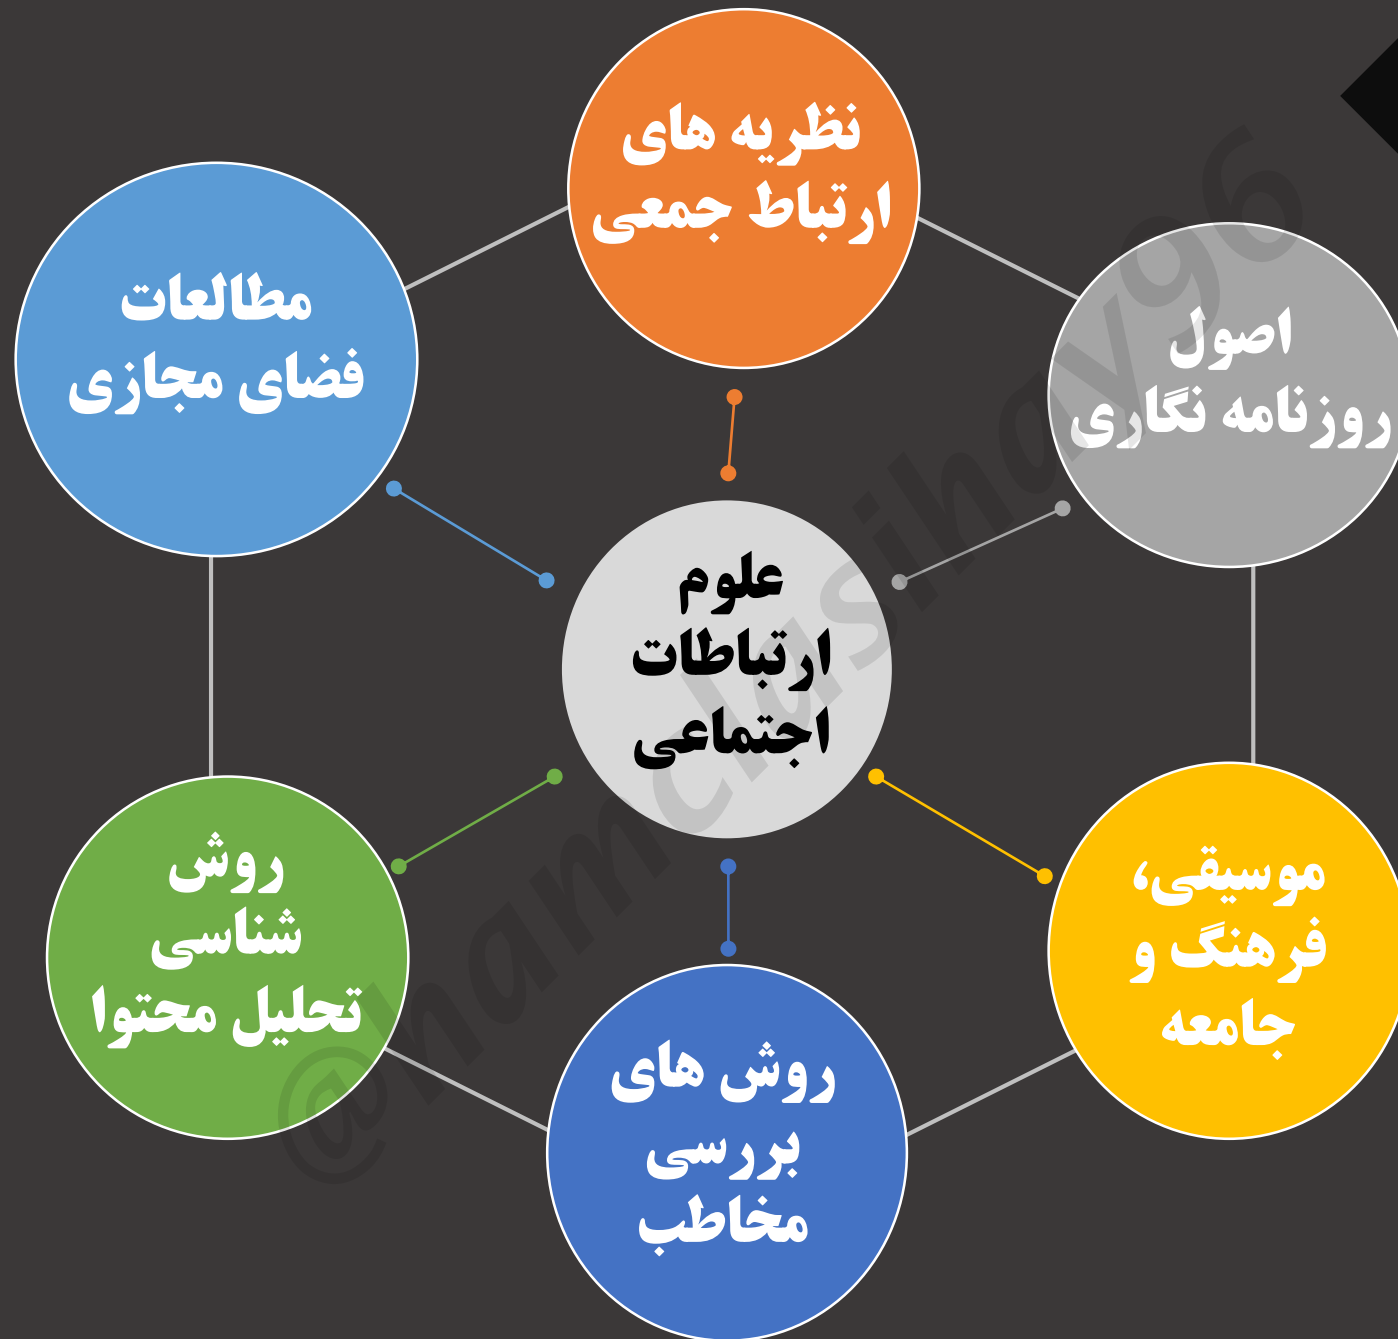 نظریه های
ارتباط جمعی
اصول
روزنامه نگاری
موسیقی،
فرهنگ و
جامعه
روش های
بررسی
مخاطب
روش
شناسی
تحلیل محتوا
مطالعات
فضای مجازی
علوم
ارتباطات
اجتماعی
@hamclasihay96